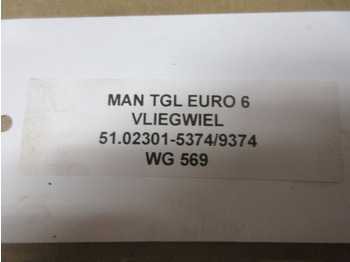 MAN TGL EURO 6
VLIEGWIEL
51.02301-5374/9374
WG 569